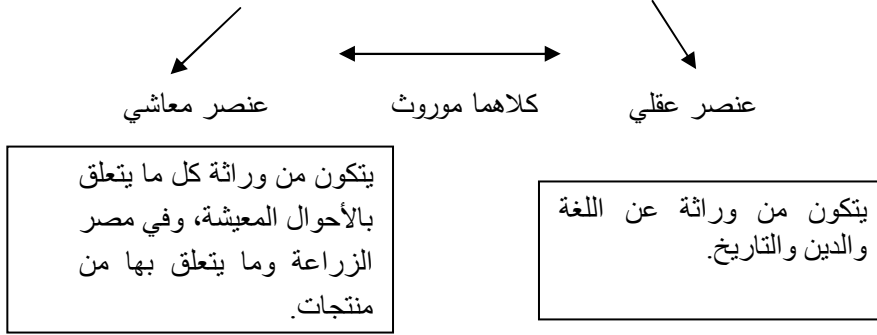 عنصر عقلي
كلاهما موروث
عنصر معاشي
يتكون من وراثة عن اللغة
والدين والتاريخ.
يتكون من وراثة كل ما يتعلق
بالأحوال المعيشة، وفي مصر
الزراعة وما يتعلق بها من
منتجات.